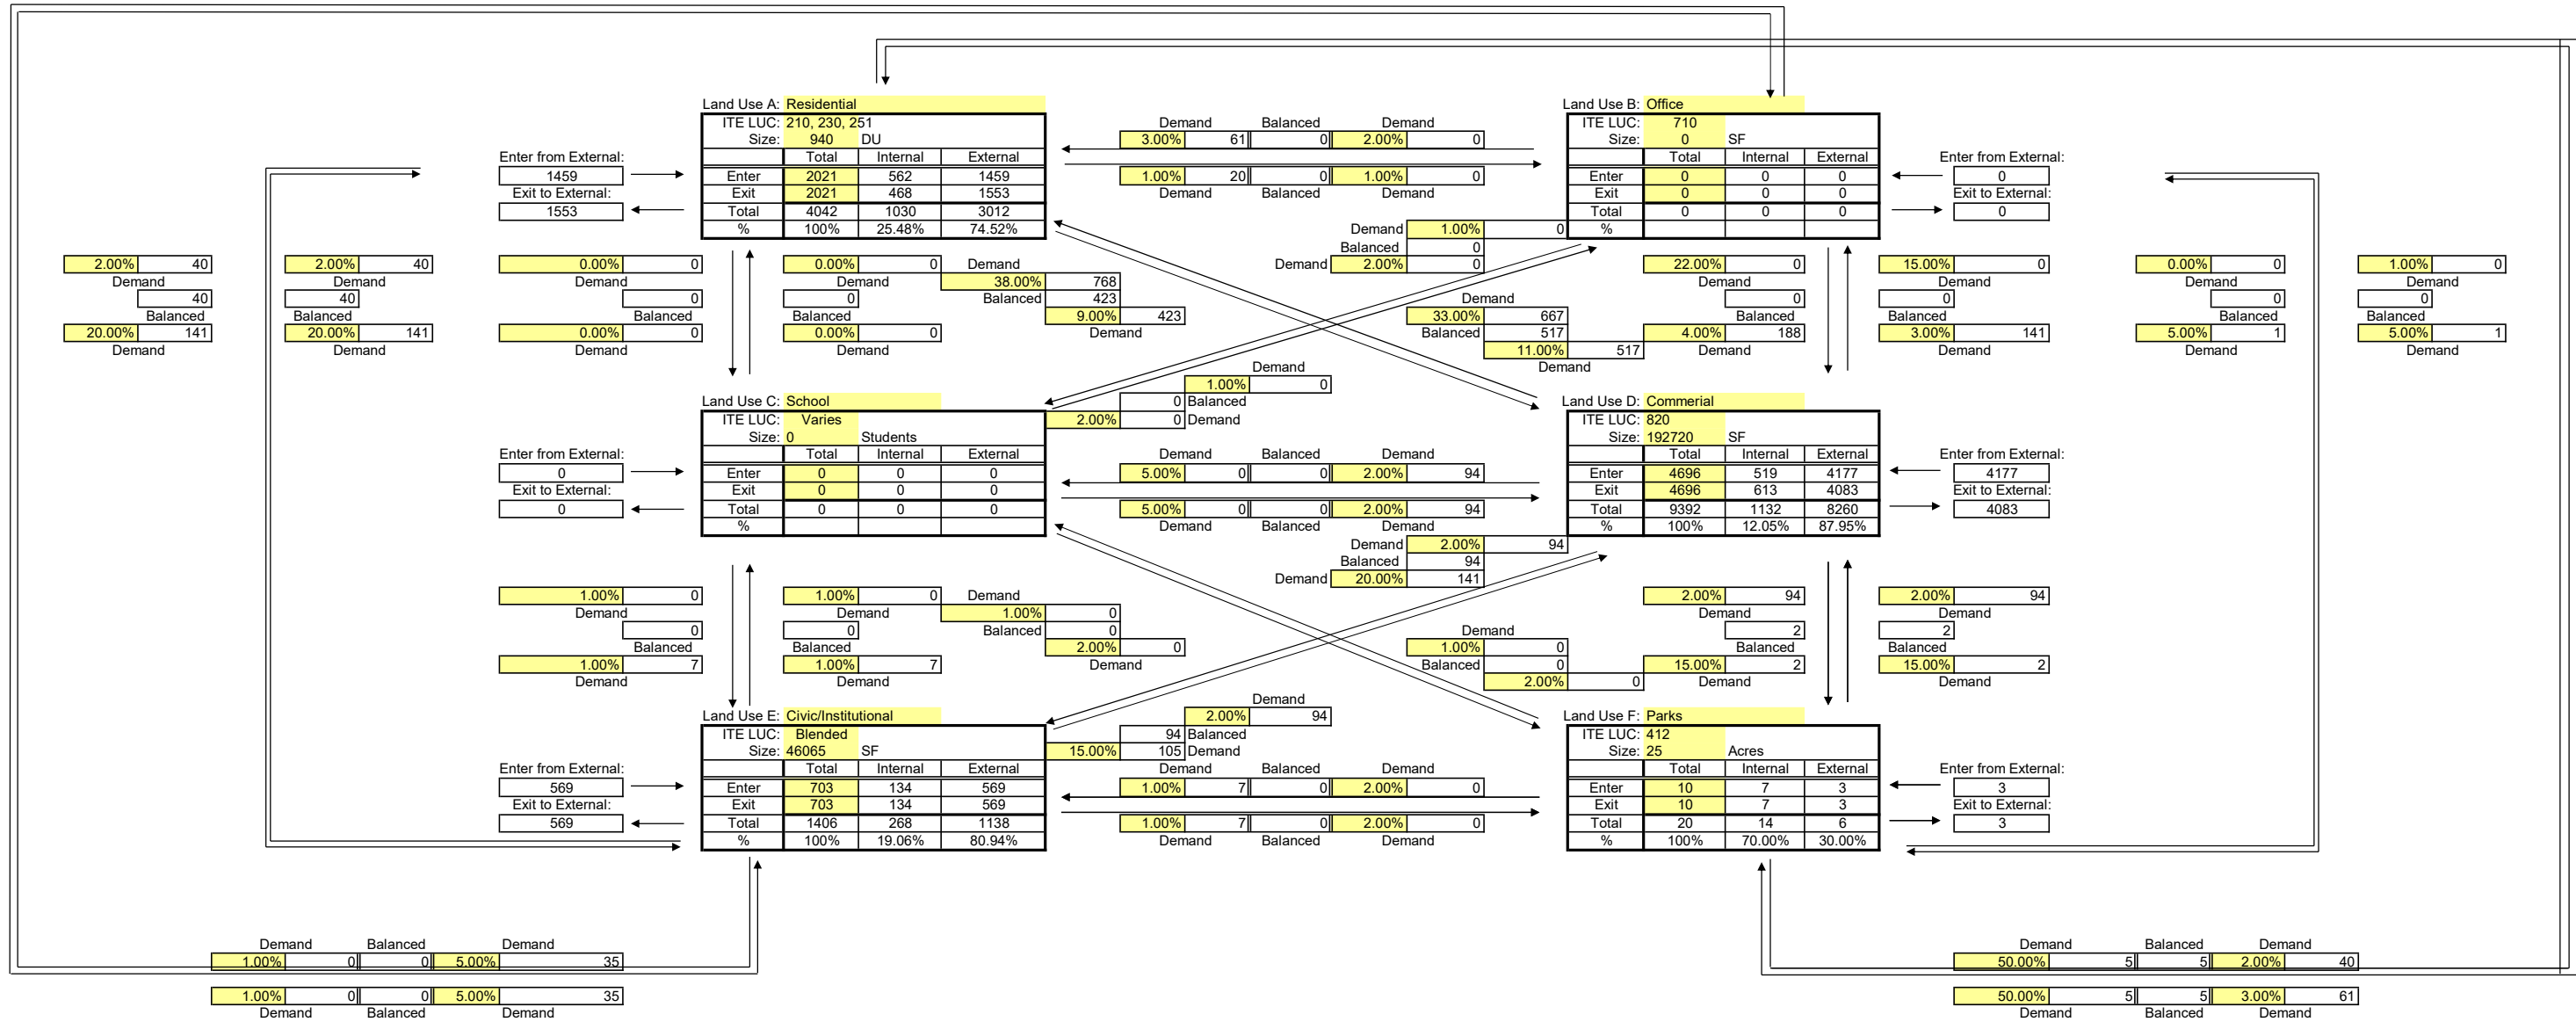 Land Use A: Residential
ITE LUC: 210, 230, 251
Size: 940 DU
Total Internal External
Enter 2021 562 1459
Exit 2021 468 1553
Total 4042 1030 3012
% 100% 25.48% 74.52%
Enter from External:
1459
Exit to External:
1553
Demand Balanced Demand
3.00% 61 0 2.00% 0
1.00% 20 0 1.00% 0
Demand Balanced Demand
Land Use B: Office
ITE LUC: 710
Size: 0 SF
Total Internal External
Enter 0 0 0
Exit 0 0 0
Total 0 0 0
%
Enter from External:
0
Exit to External:
0
Demand 1.00% 0
Balanced 0
Demand 2.00% 0
2.00% 40
Demand
40
Balanced
20.00% 141
Demand
2.00% 40
Demand
40
Balanced
20.00% 141
Demand
0.00% 0
Demand
0
Balanced
0.00% 0
Demand
0.00% 0
Demand
0
Balanced
0.00% 0
Demand
Demand
38.00% 768
Balanced 423
9.00% 423
Demand
Demand
33.00% 667
Balanced 517
11.00% 517
Demand
22.00% 0
Demand
0
Balanced
4.00% 188
Demand
15.00% 0
Demand
0
Balanced
3.00% 141
Demand
0.00% 0
Demand
0
Balanced
5.00% 1
Demand
1.00% 0
Demand
0
Balanced
5.00% 1
Demand
Demand
1.00% 0
0 Balanced
2.00% 0 Demand
Land Use C: School
ITE LUC: Varies
Size: 0 Students
Total Internal External
Enter 0 0 0
Exit 0 0 0
Total 0 0 0
%
Enter from External:
0
Exit to External:
0
Demand Balanced Demand
5.00% 0 0 2.00% 94
5.00% 0 0 2.00% 94
Demand Balanced Demand
Land Use D: Commerial
ITE LUC: 820
Size: 192720 SF
Total Internal External
Enter 4696 519 4177
Exit 4696 613 4083
Total 9392 1132 8260
% 100% 12.05% 87.95%
Enter from External:
4177
Exit to External:
4083
Demand 2.00% 94
Balanced 94
Demand 20.00% 141
1.00% 0
Demand
0
Balanced
1.00% 7
Demand
1.00% 0
Demand
0
Balanced
1.00% 7
Demand
Demand
1.00% 0
Balanced 0
2.00% 0
Demand
Demand
1.00% 0
Balanced 0
2.00% 0
2.00% 94
Demand
2
Balanced
15.00% 2
Demand
2.00% 94
Demand
2
Balanced
15.00% 2
Demand
Demand
2.00% 94
94 Balanced
15.00% 105 Demand
Land Use E: Civic/Institutional
ITE LUC: Blended
Size: 46065 SF
Total Internal External
Enter 703 134 569
Exit 703 134 569
Total 1406 268 1138
% 100% 19.06% 80.94%
Enter from External:
569
Exit to External:
569
Demand Balanced Demand
1.00% 7 0 2.00% 0
1.00% 7 0 2.00% 0
Demand Balanced Demand
Land Use F: Parks
ITE LUC: 412
Size: 25 Acres
Total Internal External
Enter 10 7 3
Exit 10 7 3
Total 20 14 6
% 100% 70.00% 30.00%
Enter from External:
3
Exit to External:
3
Demand Balanced Demand
1.00% 0 0 5.00% 35
1.00% 0 0 5.00% 35
Demand Balanced Demand
Demand Balanced Demand
50.00% 5 5 2.00% 40
50.00% 5 5 3.00% 61
Demand Balanced Demand